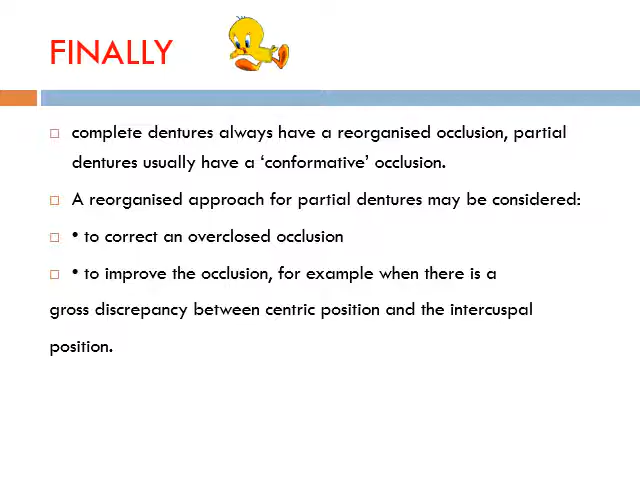 FINALLY
complete dentures always have a reorganised occlusion, partial
dentures usually have a ‘conformative’ occlusion.
A reorganised approach for partial dentures may be considered:
• to correct an overclosed occlusion
• to improve the occlusion, for example when there is a
gross discrepancy between centric position and the intercuspal
position.